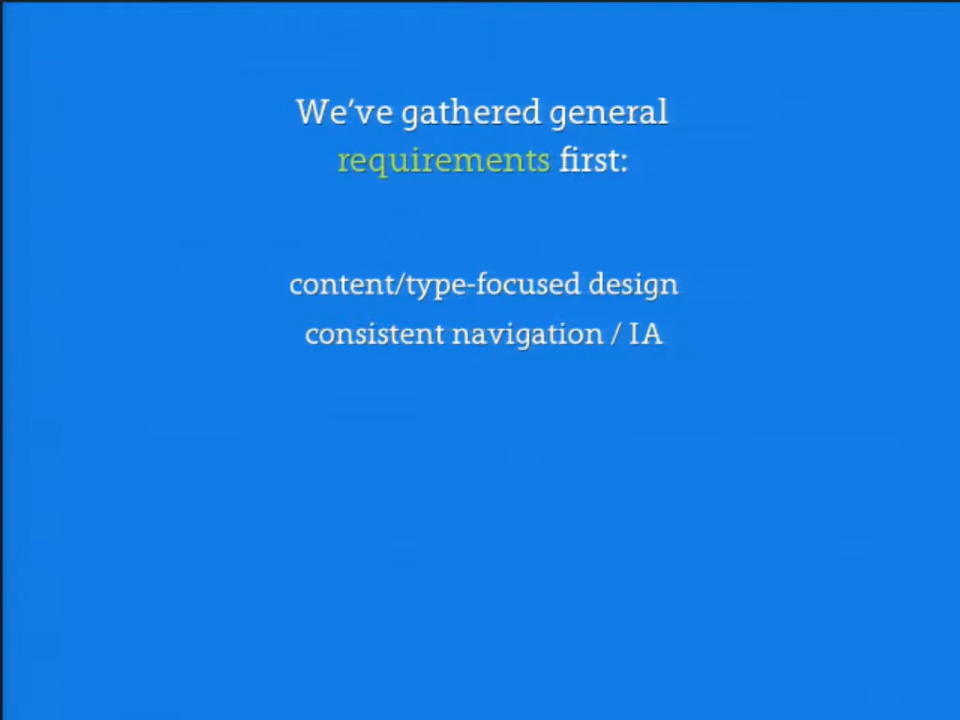 We've gathered general
requirements first:
content/type-focused design
consistent navigation / IA